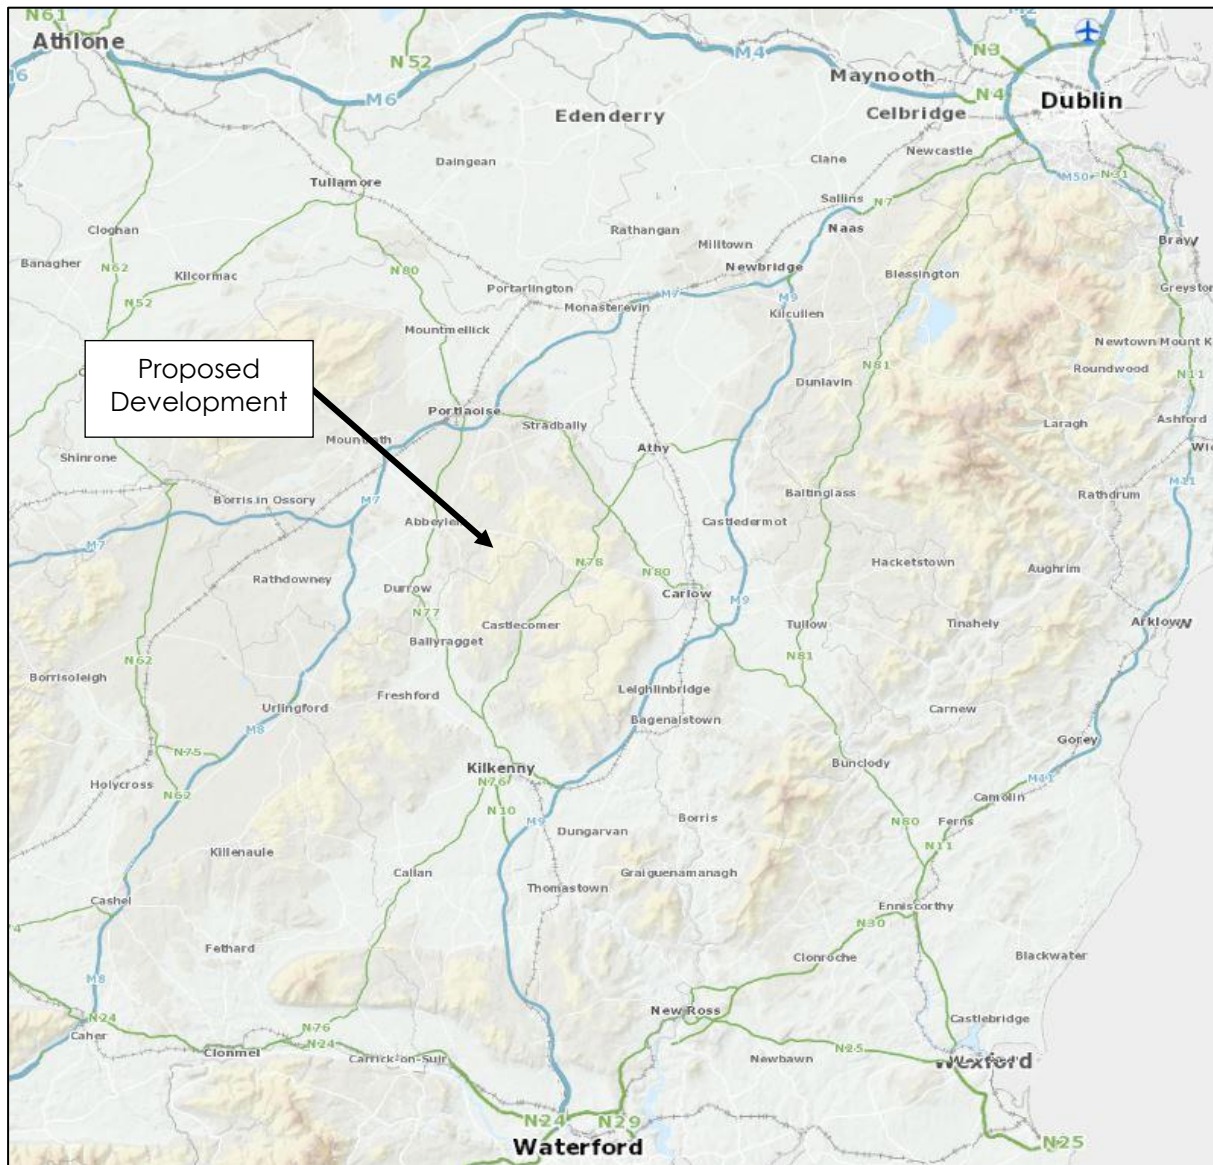 N61
Athlone
M6
N52
M6
M4
M2
N3
Maynooth
N4
Celbridge
Dublin
Edenderry
Newcastle
Clane
Daingean
M50
N31
Tullamore
Sallins
N7
Naas
Cloghan
Rathangan
Milltown
Bray
Banagher
N62
Kilcormac
N80
Newbridge
Blessington
Portarlington
M7
M9
Monasterevin
Kilcullen
N52
Mountmellick
Newtown Mount K
Proposed
Development
N81
Roundwood
Dunlavin
N11
Portlaoise
Stradbally
Laragh
Ashford
Athy
Shinrone
M11
Baltinglass
Rathdrum
Borris in Ossory
M7
Castledermot
M7
N78
Hacketstown
Aughrim
Rathdowney
N80
Durrow
Carlow
M9
N77
Castlecomer
Tullow
Tinahely
Arklow
Ballyragget
N62
N81
Borrisoleigh
Leighlinbridge
Freshford
Urlingford
Bagenalstown
Carnew
M8
Gorey
N75
Kilkenny
Bunclody
Holycross
N76
M11
N62
Camolin
N10
M9
Borris
N80
Ferns
Dungarvan
N11
Killenaule
Callan
Graiguenamanagh
Thomastown
Cashel
Enniscorthy
N30
Fethard
Clonroche
Blackwater
M8
New Ross
N24
Castlebridge
N76
Caher
Clonmel
N24
N25
Carrick-on-Suir
Newbawn
Wexford
N24
N29
N25
Waterford